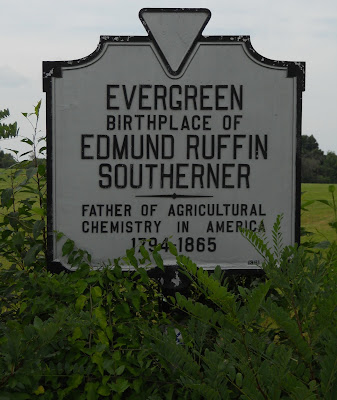 EVERGREEN
BIRTHPLACE OF
EDMUND RUFFIN
SOUTHERNER
FATHER OF AGRICULTURAL
CHEMISTRY IN AMERICA
1794-1865